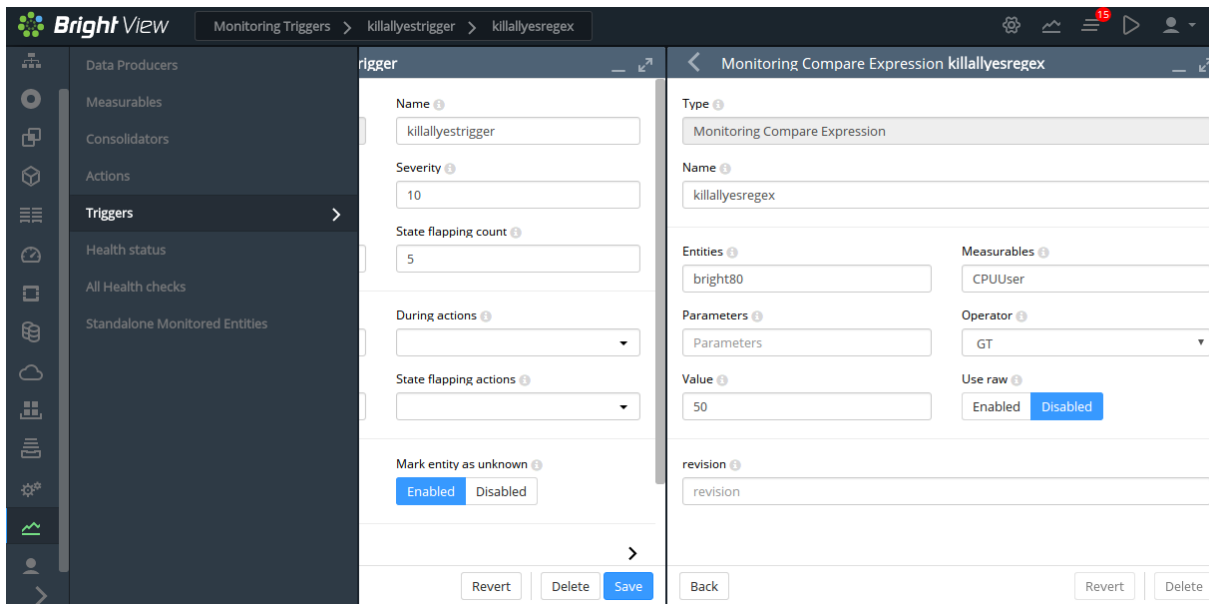 Bright View
Monitoring Triggers > killallyestrigger > killallyesregex
15
Data Producers
Measurables
Consolidators
Actions
Triggers
Health status
All Health checks
Standalone Monitored Entities
rigger
Name
killallyestrigger
Severity
10
State flapping count
5
During actions
State flapping actions
Mark entity as unknown
Enabled Disabled
Revert Delete Save
Monitoring Compare Expression killallyesregex
Type
Monitoring Compare Expression
Name
killallyesregex
Entities Measurables
bright80 CPUUser
Parameters Operator
Parameters GT
Value Use raw
50 Enabled Disabled
revision
revision
Back Revert Delete